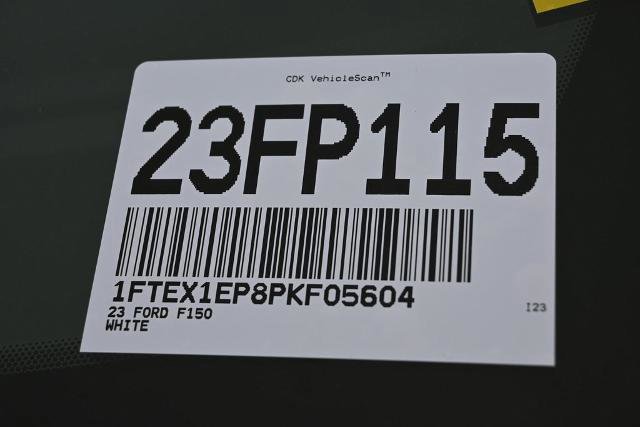 CDK VehicleScan™
23FP115
1FTEX1EP8PKF05604
23 FORD F150
WHITE
I23